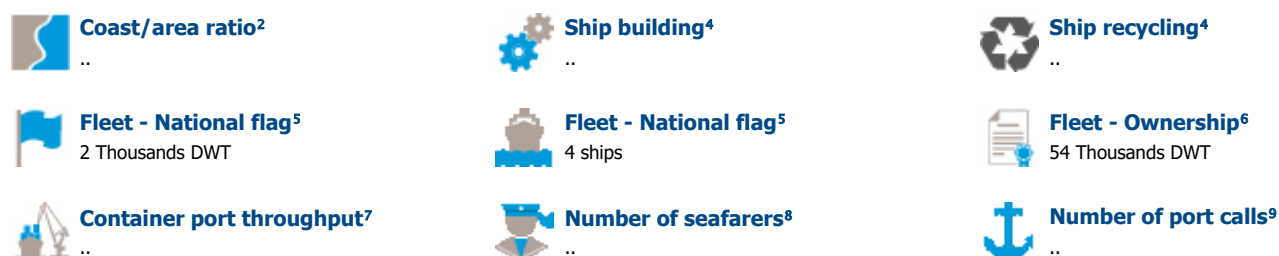 Coast/area ratio²
..
Ship building⁴
..
Ship recycling⁴
..
Fleet - National flag⁵
2 Thousands DWT
Fleet - National flag⁵
4 ships
Fleet - Ownership⁶
54 Thousands DWT
Container port throughput⁷
..
Number of seafarers⁸
..
Number of port calls⁹
..